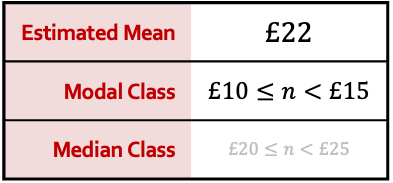 Estimated Mean £22
Modal Class £10 ≤ n < £15
Median Class £20 ≤ n < £25